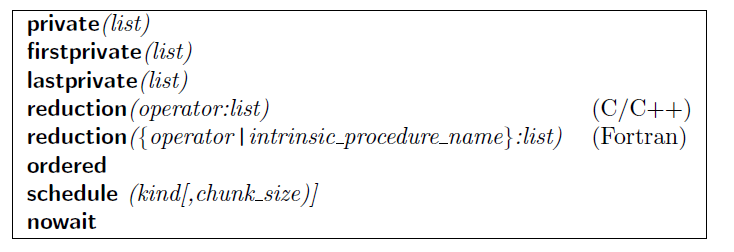 private(list)
firstprivate(list)
lastprivate(list)
reduction(operator:list) (C/C++)
reduction({operator|intrinsic_procedure_name}:list) (Fortran)
ordered
schedule (kind[,chunk_size)]
nowait